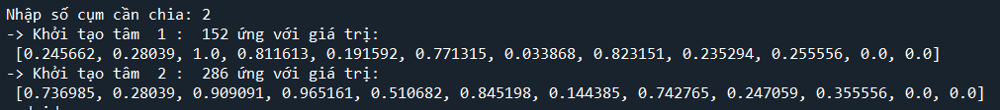 Nhập số cụm cần chia: 2
-> Khởi tạo tâm  1 :  152 ứng với giá trị:
 [0.245662, 0.28039, 1.0, 0.811613, 0.191592, 0.771315, 0.033868, 0.823151, 0.235294, 0.255556, 0.0, 0.0]
-> Khởi tạo tâm  2 :  286 ứng với giá trị:
 [0.736985, 0.28039, 0.909091, 0.965161, 0.510682, 0.845198, 0.144385, 0.742765, 0.247059, 0.355556, 0.0, 0.0]